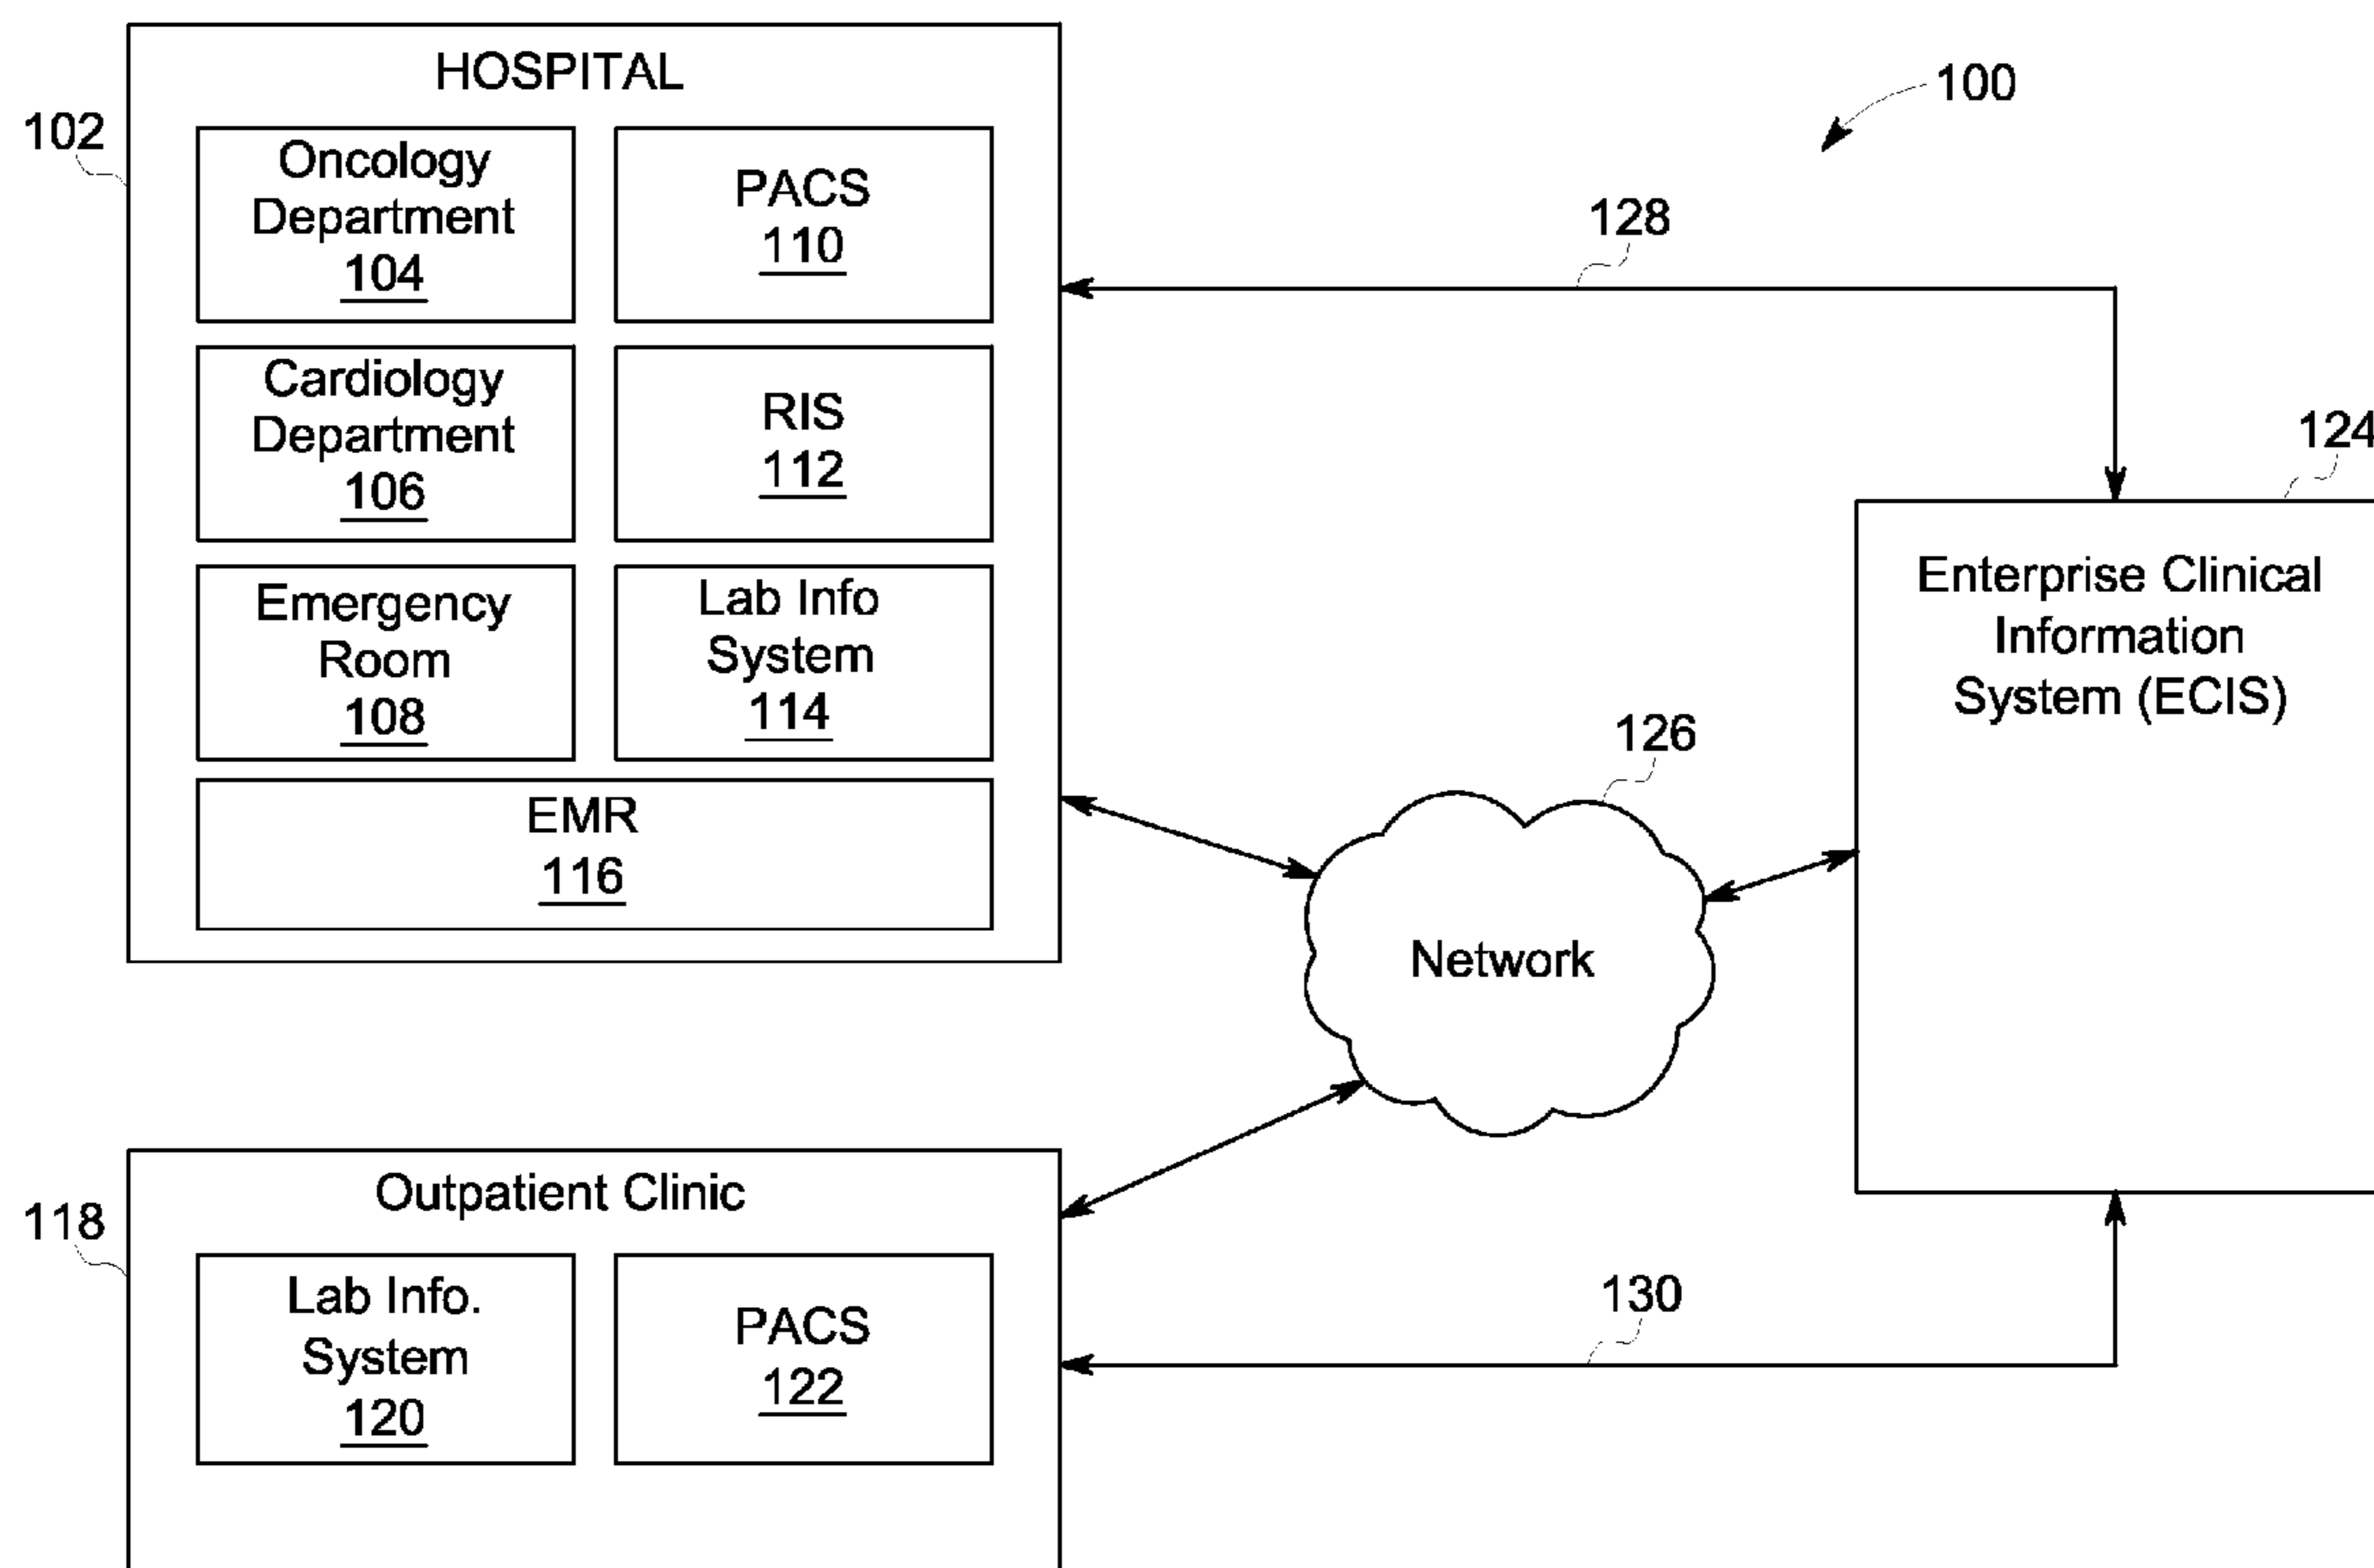 HOSPITAL
100
102
Oncology
Department
104
PACS
110
128
Cardiology
Department
106
RIS
112
124
Emergency
Room
108
Lab Info
System
114
Enterprise Clinical
Information
System (ECIS)
126
EMR
116
Network
118
Outpatient Clinic
Lab Info.
System
120
PACS
122
130